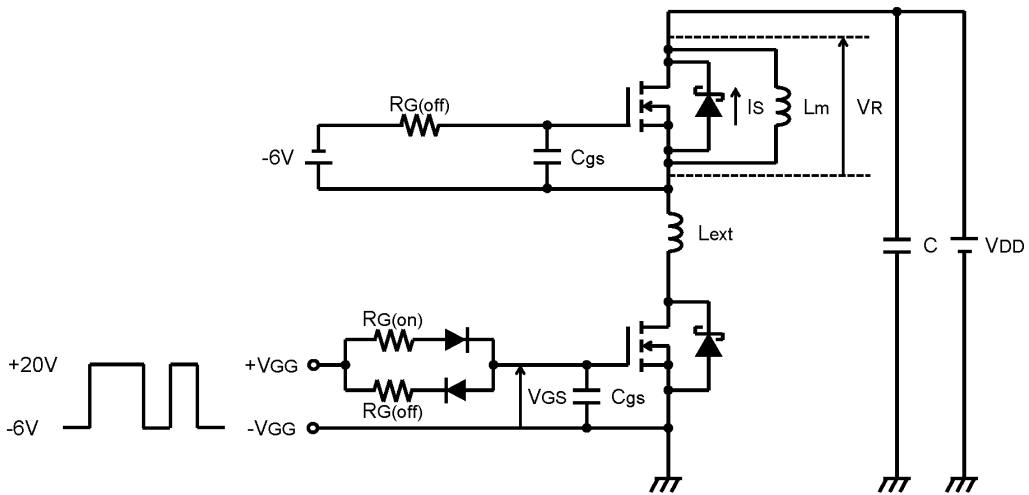 RG(off)
-6V
Cgs
IS
Lm
VR
Lext
C
VDD
RG(on)
+20V
-6V
+VGG
-VGG
RG(off)
VGS
Cgs